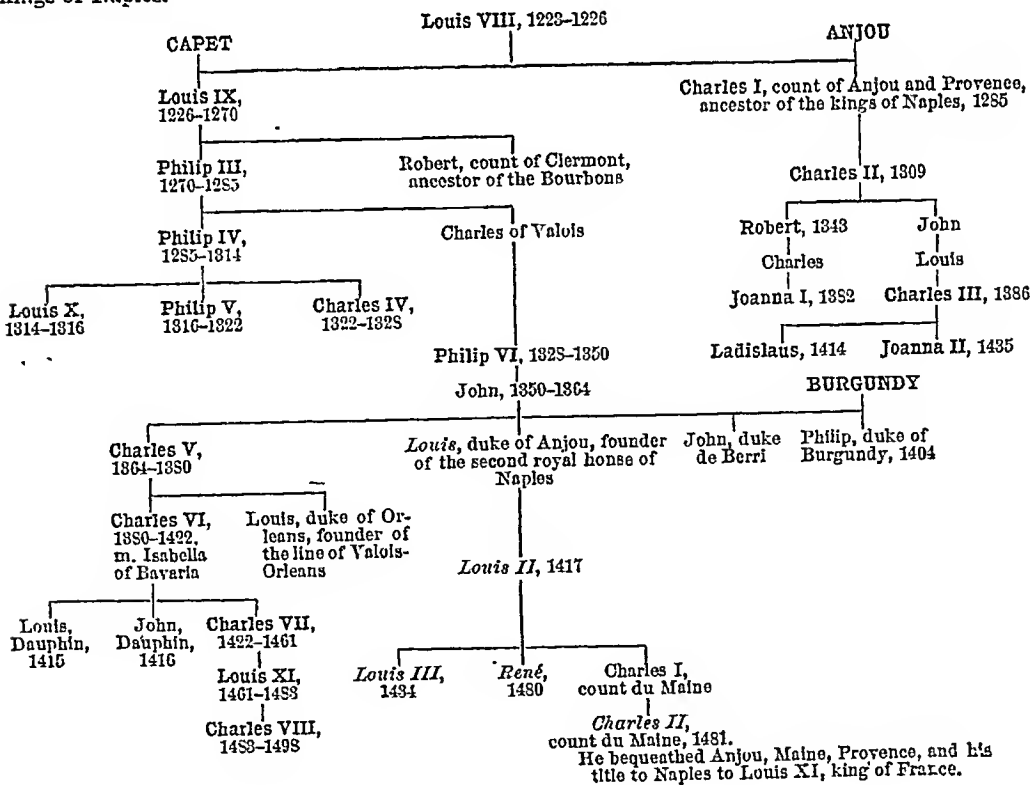 Kings of Naples.
Louis VIII, 1223–1226
CAPET
ANJOU
Louis IX,
1226–1270
Charles I, count of Anjou and Provence,
ancestor of the kings of Naples, 1285
Philip III,
1270–1285
Robert, count of Clermont,
ancestor of the Bourbons
Charles II, 1309
Philip IV,
1285–1314
Charles of Valois
Robert, 1343
John
Charles
Louis
Louis X,
1314–1316
Philip V,
1316–1322
Charles IV,
1322–1328
Joanna I, 1382
Charles III, 1386
Philip VI, 1328–1350
Ladislaus, 1414
Joanna II, 1435
John, 1350–1364
BURGUNDY
Charles V,
1364–1380
Louis, duke of Anjou, founder
of the second royal house of
Naples
John, duke
de Berri
Philip, duke of
Burgundy, 1404
Charles VI,
1380–1422,
m. Isabella
of Bavaria
Louis, duke of Or-
leans, founder of
the line of Valois-
Orleans
Louis II, 1417
Louis,
Dauphin,
1415
John,
Dauphin,
1416
Charles VII,
1422–1461
Louis XI,
1461–1483
Charles VIII,
1483–1498
Louis III,
1434
René,
1480
Charles I,
count du Maine
Charles II,
count du Maine, 1481.
He bequeathed Anjou, Maine, Provence, and his
title to Naples to Louis XI, king of France.